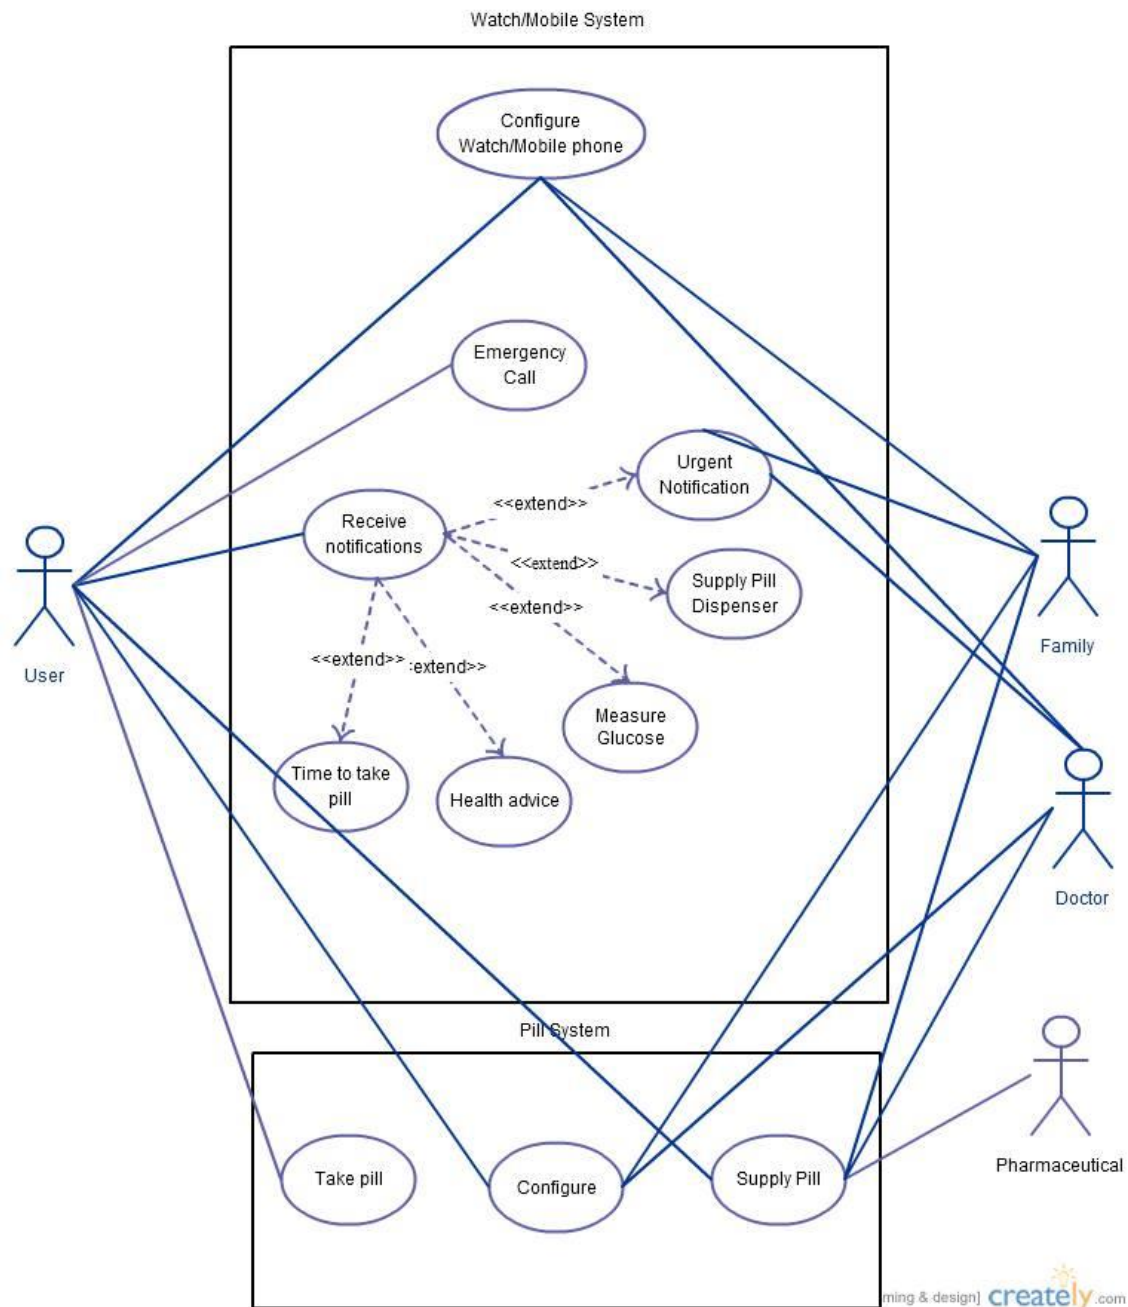 Watch/Mobile System
Configure
Watch/Mobile phone
Emergency
Call
Urgent
Notification
<<extend>>
Receive
notifications
<<extend>>
Supply Pill
Dispenser
<<extend>>
<<extend>>
:extend>>
Measure
Glucose
Time to take
pill
Health advice
User
Family
Doctor
Pill System
Take pill
Configure
Supply Pill
Pharmaceutical
ming & design]
creately.com